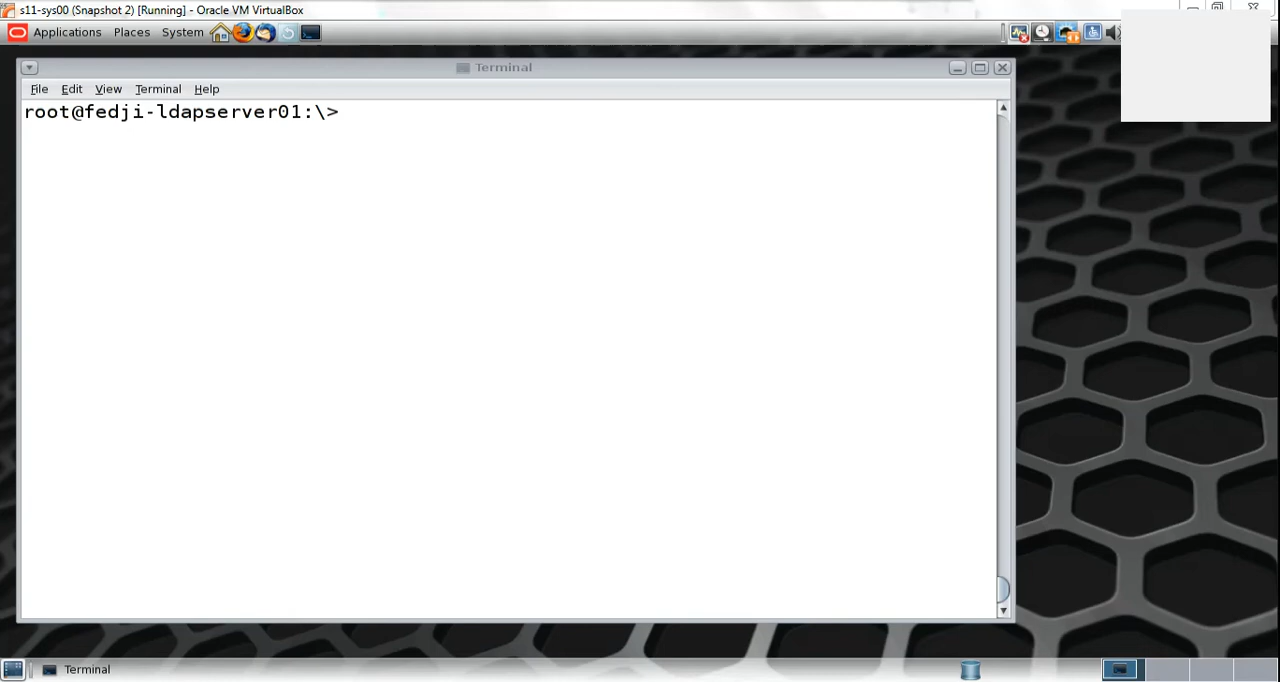 s11-sys00 (Snapshot 2) [Running] - Oracle VM VirtualBox
Applications Places System
Terminal
File Edit View Terminal Help
root@fedji-ldapserver01:\>
Terminal